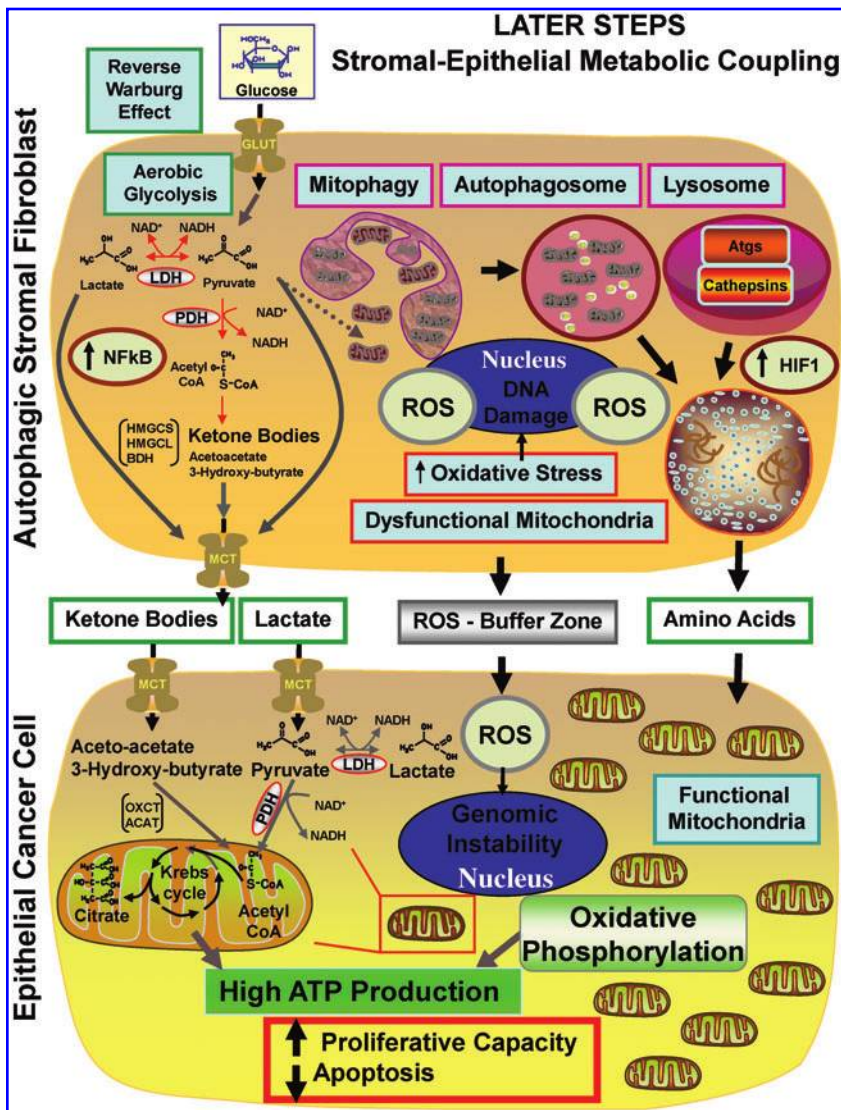 LATER STEPS
Stromal-Epithelial Metabolic Coupling
Reverse
Warburg
Effect
Glucose
GLUT
Autophagic Stromal Fibroblast
Aerobic
Glycolysis
Mitophagy
Autophagosome
Lysosome
NAD⁺
NADH
LDH
Lactate
Pyruvate
Atgs
Cathepsins
PDH
NAD⁺
NADH
↑ NFkB
Acetyl
CoA
CH₃
S-CoA
Nucleus
DNA
Damage
ROS
ROS
↑ HIF1
HMGCS
HMGCL
BDH
Ketone Bodies
Acetoacetate
3-Hydroxy-butyrate
↑ Oxidative Stress
Dysfunctional Mitochondria
MCT
Ketone Bodies
Lactate
ROS - Buffer Zone
Amino Acids
Epithelial Cancer Cell
MCT
MCT
Aceto-acetate
3-Hydroxy-butyrate
NAD⁺
NADH
Pyruvate
LDH
Lactate
ROS
OXCT
ACAT
PDH
NAD⁺
NADH
Genomic
Instability
Nucleus
Functional
Mitochondria
Krebs
cycle
Citrate
S-CoA
Acetyl
CoA
Oxidative
Phosphorylation
High ATP Production
↑ Proliferative Capacity
↓ Apoptosis